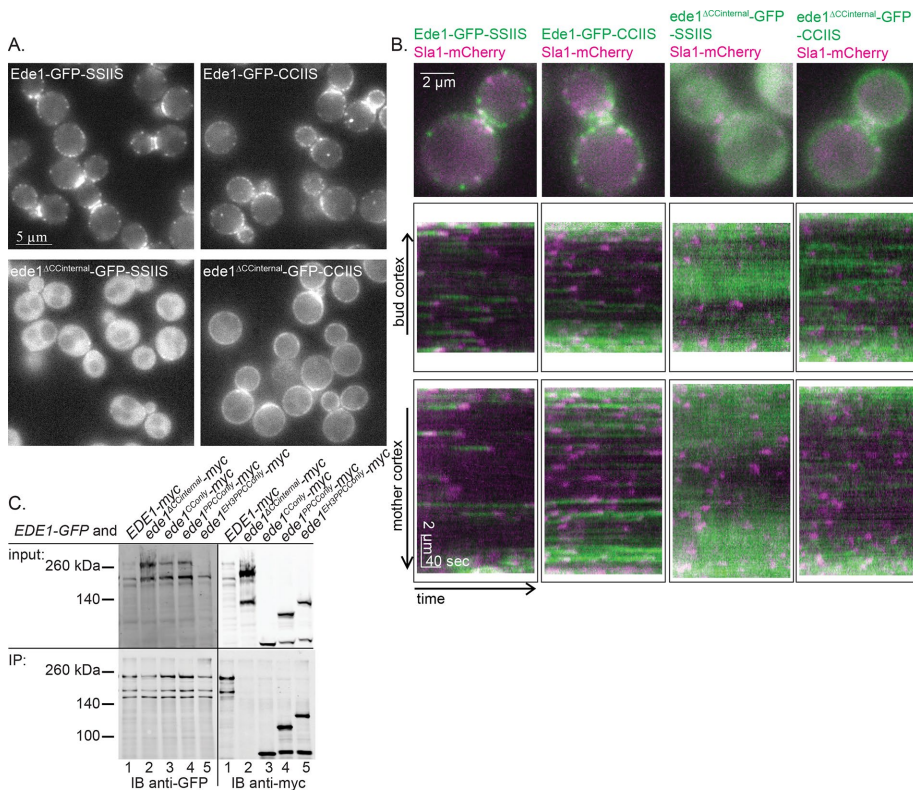 A.
Ede1-GFP-SSIIS
Ede1-GFP-CCIIS
5 µm
ede1ΔCCinternal-GFP-SSIIS
ede1ΔCCinternal-GFP-CCIIS
B.
Ede1-GFP-SSIIS
Sla1-mCherry
Ede1-GFP-CCIIS
Sla1-mCherry
ede1ΔCCinternal-GFP
-SSIIS
Sla1-mCherry
ede1ΔCCinternal-GFP
-CCIIS
Sla1-mCherry
2 µm
bud cortex
mother cortex
2 µm
40 sec
time
C.
EDE1-GFP and
EDE1-myc
ede1ΔCCinternal-myc
ede1CConly-myc
ede1PPCConly-myc
ede1EH3PPCConly-myc
EDE1-myc
ede1ΔCCinternal-myc
ede1CConly-myc
ede1PPCConly-myc
ede1EH3PPCConly-myc
input:
260 kDa
140
IP:
260 kDa
140
100
1 2 3 4 5 1 2 3 4 5
IB anti-GFP IB anti-myc